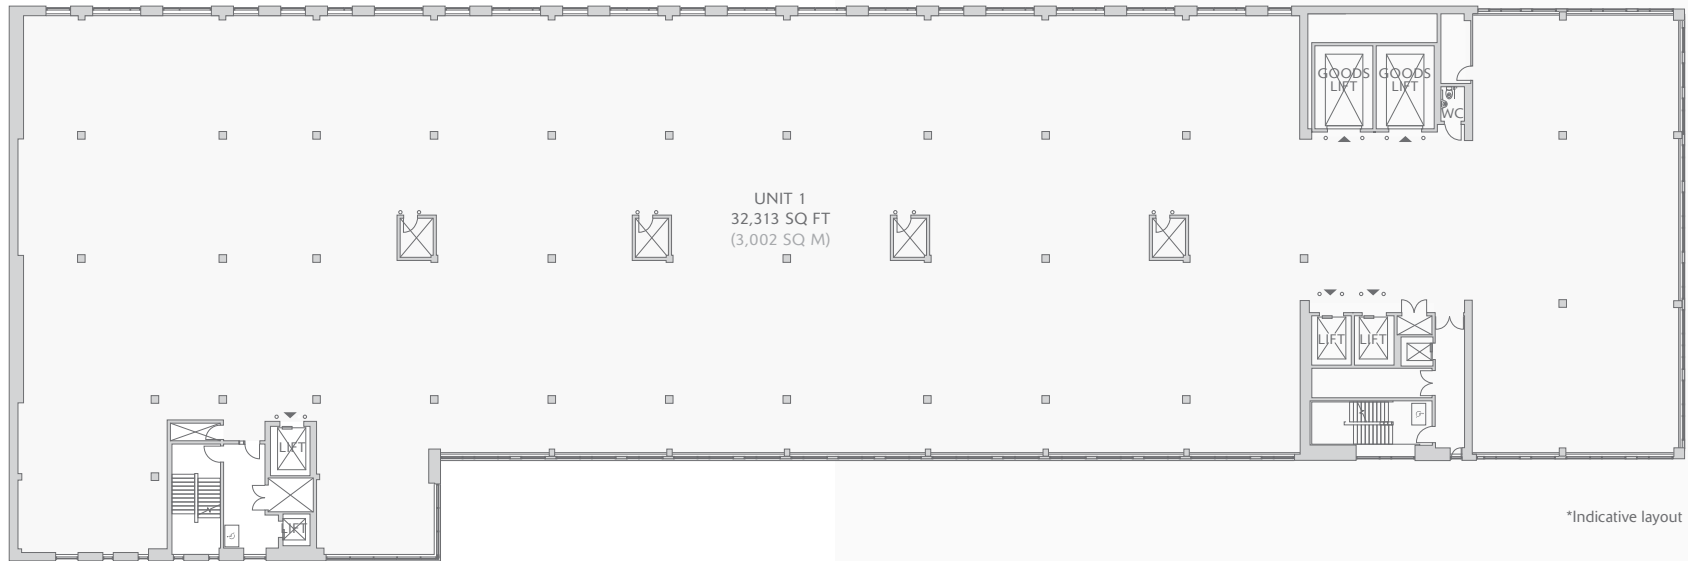 GOODS
LIFT
GOODS
LIFT
WC
UNIT 1
32,313 SQ FT
(3,002 SQ M)
LIFT
LIFT
LIFT
LIFT
*Indicative layout